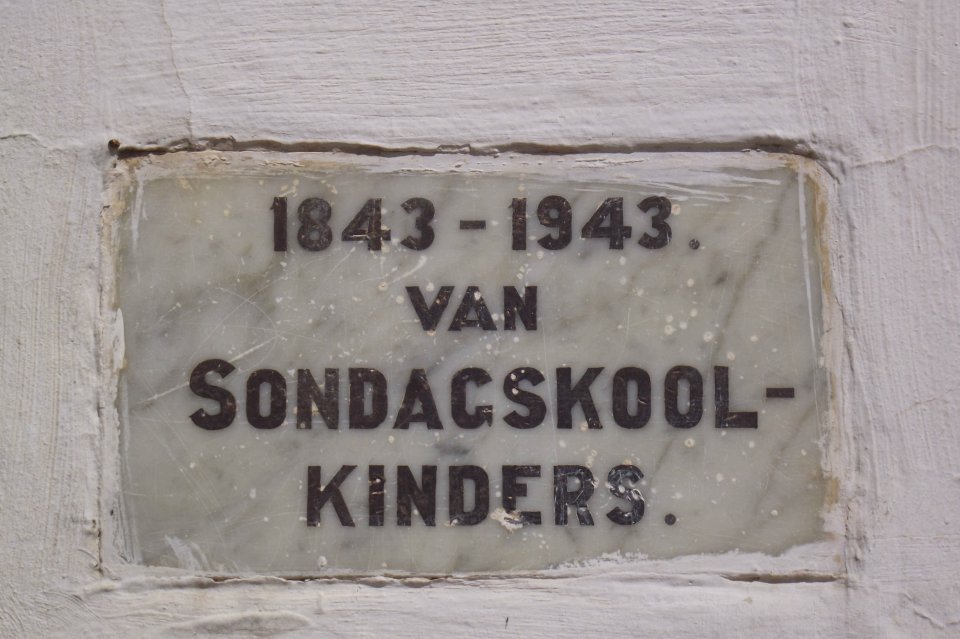 1843-1943.
VAN
SONDAGSKOOL-
KINDERS.